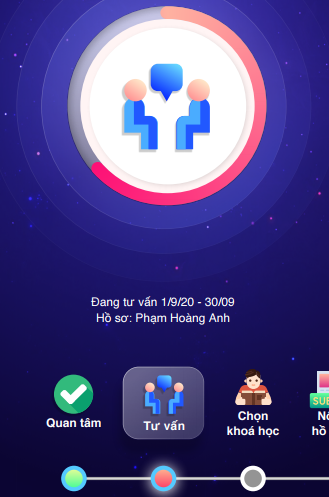 Đang tư vấn 1/9/20 - 30/09
Hồ sơ: Phạm Hoàng Anh
Quan tâm
Tư vấn
Chọn
khoá học